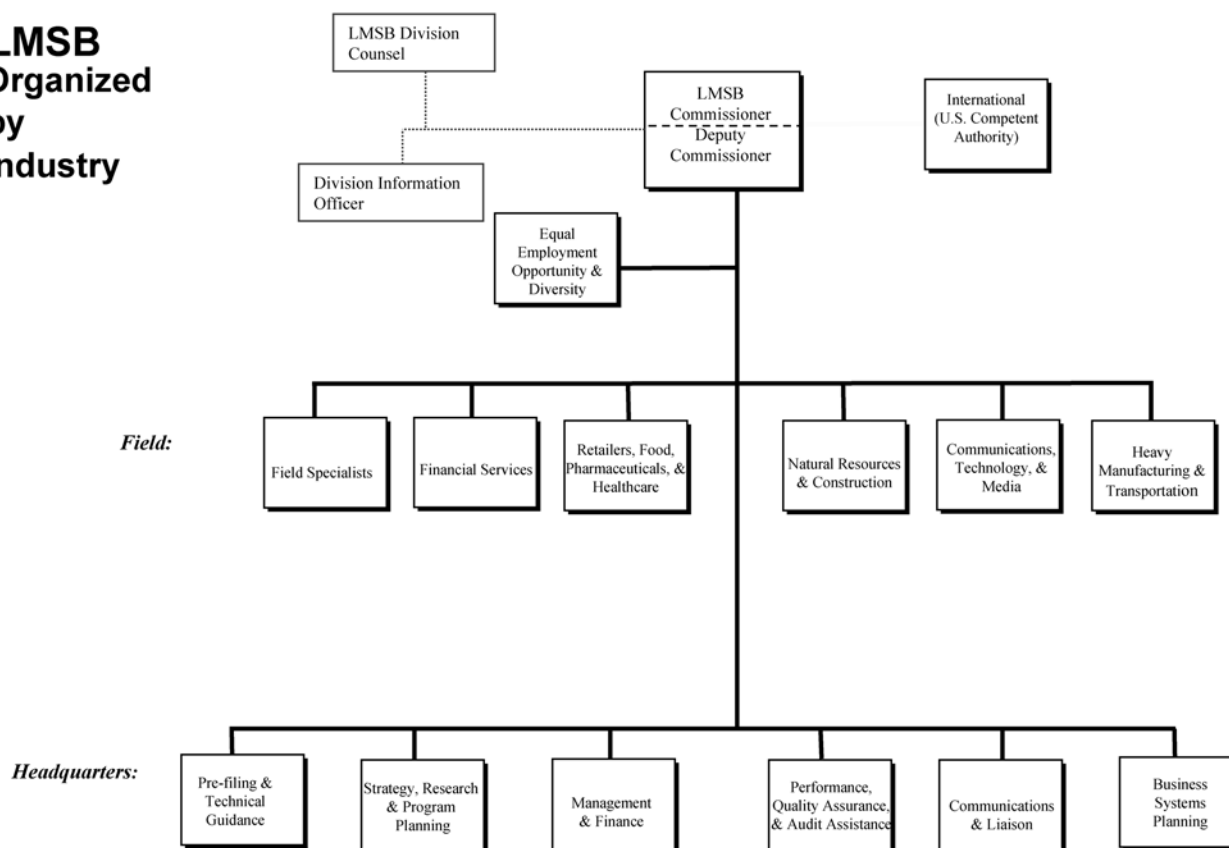 LMSB
Organized
by
Industry
LMSB Division
Counsel
LMSB
Commissioner
Deputy
Commissioner
International
(U.S. Competent
Authority)
Division Information
Officer
Equal
Employment
Opportunity &
Diversity
Field:
Field Specialists
Financial Services
Retailers, Food,
Pharmaceuticals, &
Healthcare
Natural Resources
& Construction
Communications,
Technology, &
Media
Heavy
Manufacturing &
Transportation
Headquarters:
Pre-filing &
Technical
Guidance
Strategy, Research
& Program
Planning
Management
& Finance
Performance,
Quality Assurance,
& Audit Assistance
Communications
& Liaison
Business
Systems
Planning